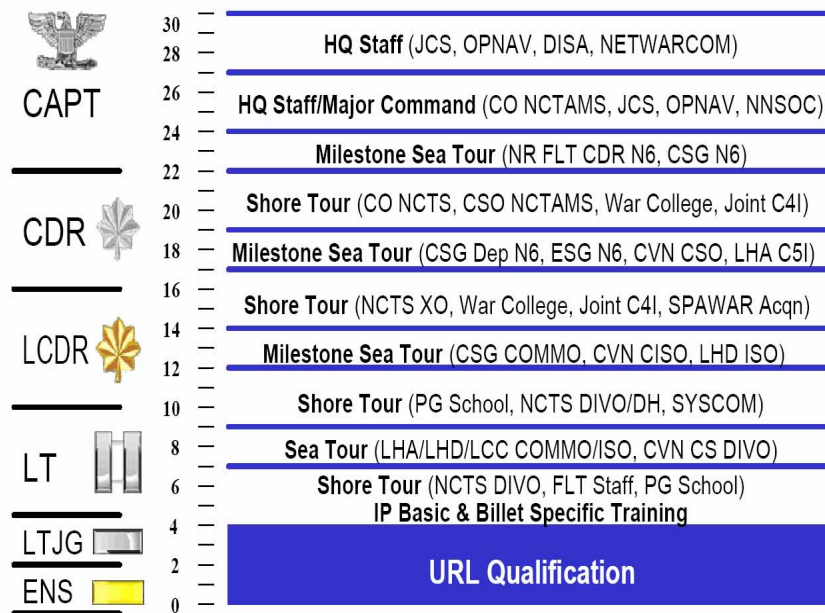 30
HQ Staff (JCS, OPNAV, DISA, NETWARCOM)
28
CAPT
26
HQ Staff/Major Command (CO NCTAMS, JCS, OPNAV, NNSOC)
24
Milestone Sea Tour (NR FLT CDR N6, CSG N6)
22
CDR
20
Shore Tour (CO NCTS, CSO NCTAMS, War College, Joint C4I)
18
Milestone Sea Tour (CSG Dep N6, ESG N6, CVN CSO, LHA C5I)
16
Shore Tour (NCTS XO, War College, Joint C4I, SPAWAR Acqn)
14
LCDR
Milestone Sea Tour (CSG COMMO, CVN CISO, LHD ISO)
12
10
Shore Tour (PG School, NCTS DIVO/DH, SYSCOM)
8
Sea Tour (LHA/LHD/LCC COMMO/ISO, CVN CS DIVO)
LT
6
Shore Tour (NCTS DIVO, FLT Staff, PG School)
IP Basic & Billet Specific Training
4
LTJG
2
URL Qualification
ENS
0